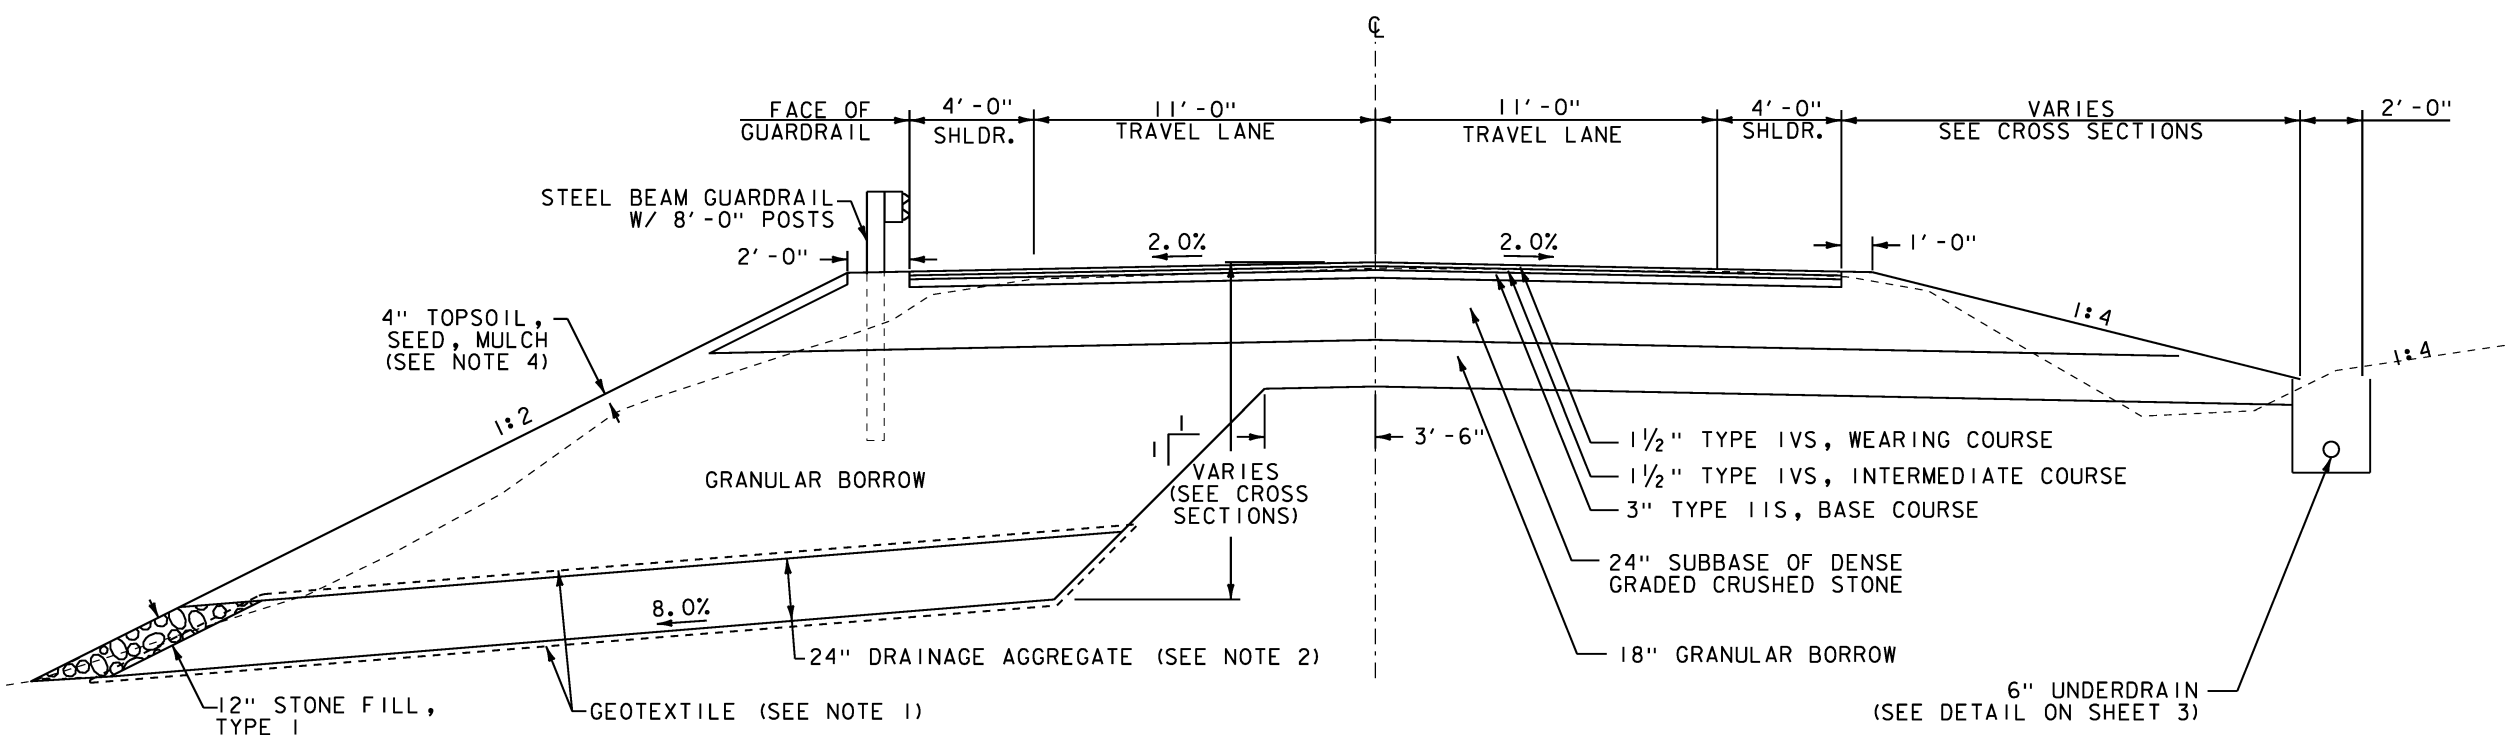 ℄
FACE OF
GUARDRAIL
4'-0"
SHLDR.
11'-0"
TRAVEL LANE
11'-0"
TRAVEL LANE
4'-0"
SHLDR.
VARIES
SEE CROSS SECTIONS
2'-0"
STEEL BEAM GUARDRAIL
W/ 8'-0" POSTS
2'-0"
2.0%
2.0%
1'-0"
4" TOPSOIL,
SEED, MULCH
(SEE NOTE 4)
1:4
1:4
1:2
1
1
3'-6"
VARIES
(SEE CROSS
SECTIONS)
GRANULAR BORROW
1½" TYPE IVS, WEARING COURSE
1½" TYPE IVS, INTERMEDIATE COURSE
3" TYPE IIS, BASE COURSE
24" SUBBASE OF DENSE
GRADED CRUSHED STONE
8.0%
24" DRAINAGE AGGREGATE (SEE NOTE 2)
18" GRANULAR BORROW
12" STONE FILL,
TYPE I
GEOTEXTILE (SEE NOTE 1)
6" UNDERDRAIN
(SEE DETAIL ON SHEET 3)